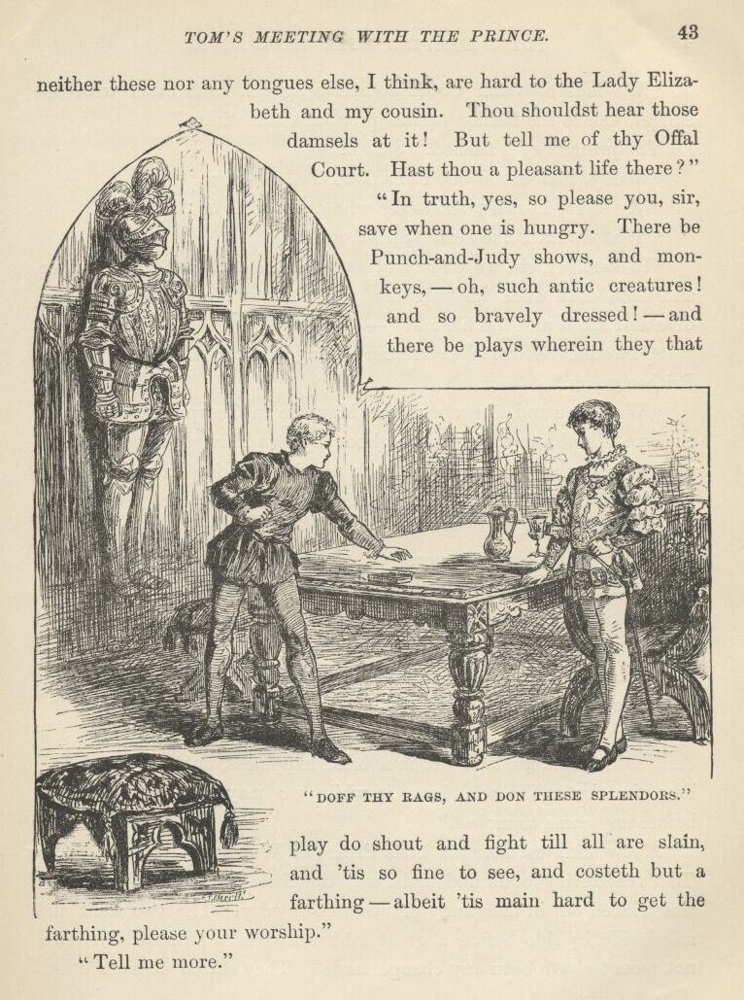 TOM'S MEETING WITH THE PRINCE. 43
neither these nor any tongues else, I think, are hard to the Lady Eliza-
beth and my cousin. Thou shouldst hear those
damsels at it! But tell me of thy Offal
Court. Hast thou a pleasant life there?"
"In truth, yes, so please you, sir,
save when one is hungry. There be
Punch-and-Judy shows, and mon-
keys,—oh, such antic creatures!
and so bravely dressed!—and
there be plays wherein they that
"DOFF THY RAGS, AND DON THESE SPLENDORS."
play do shout and fight till all are slain,
and 'tis so fine to see, and costeth but a
farthing—albeit 'tis main hard to get the
farthing, please your worship."
"Tell me more."